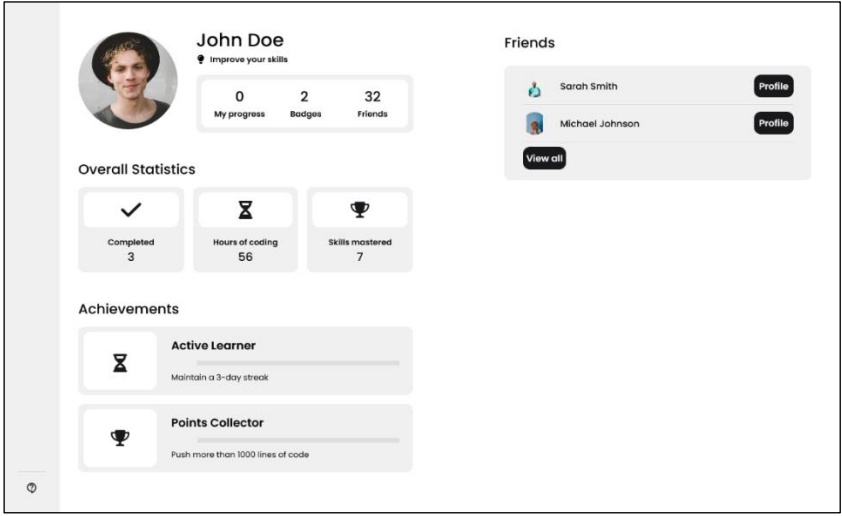 John Doe
Improve your skills
0 2 32
My progress Badges Friends
Overall Statistics
Completed Hours of coding Skills mastered
3 56 7
Achievements
Active Learner
Maintain a 3-day streak
Points Collector
Push more than 1000 lines of code
Friends
Sarah Smith Profile
Michael Johnson Profile
View all